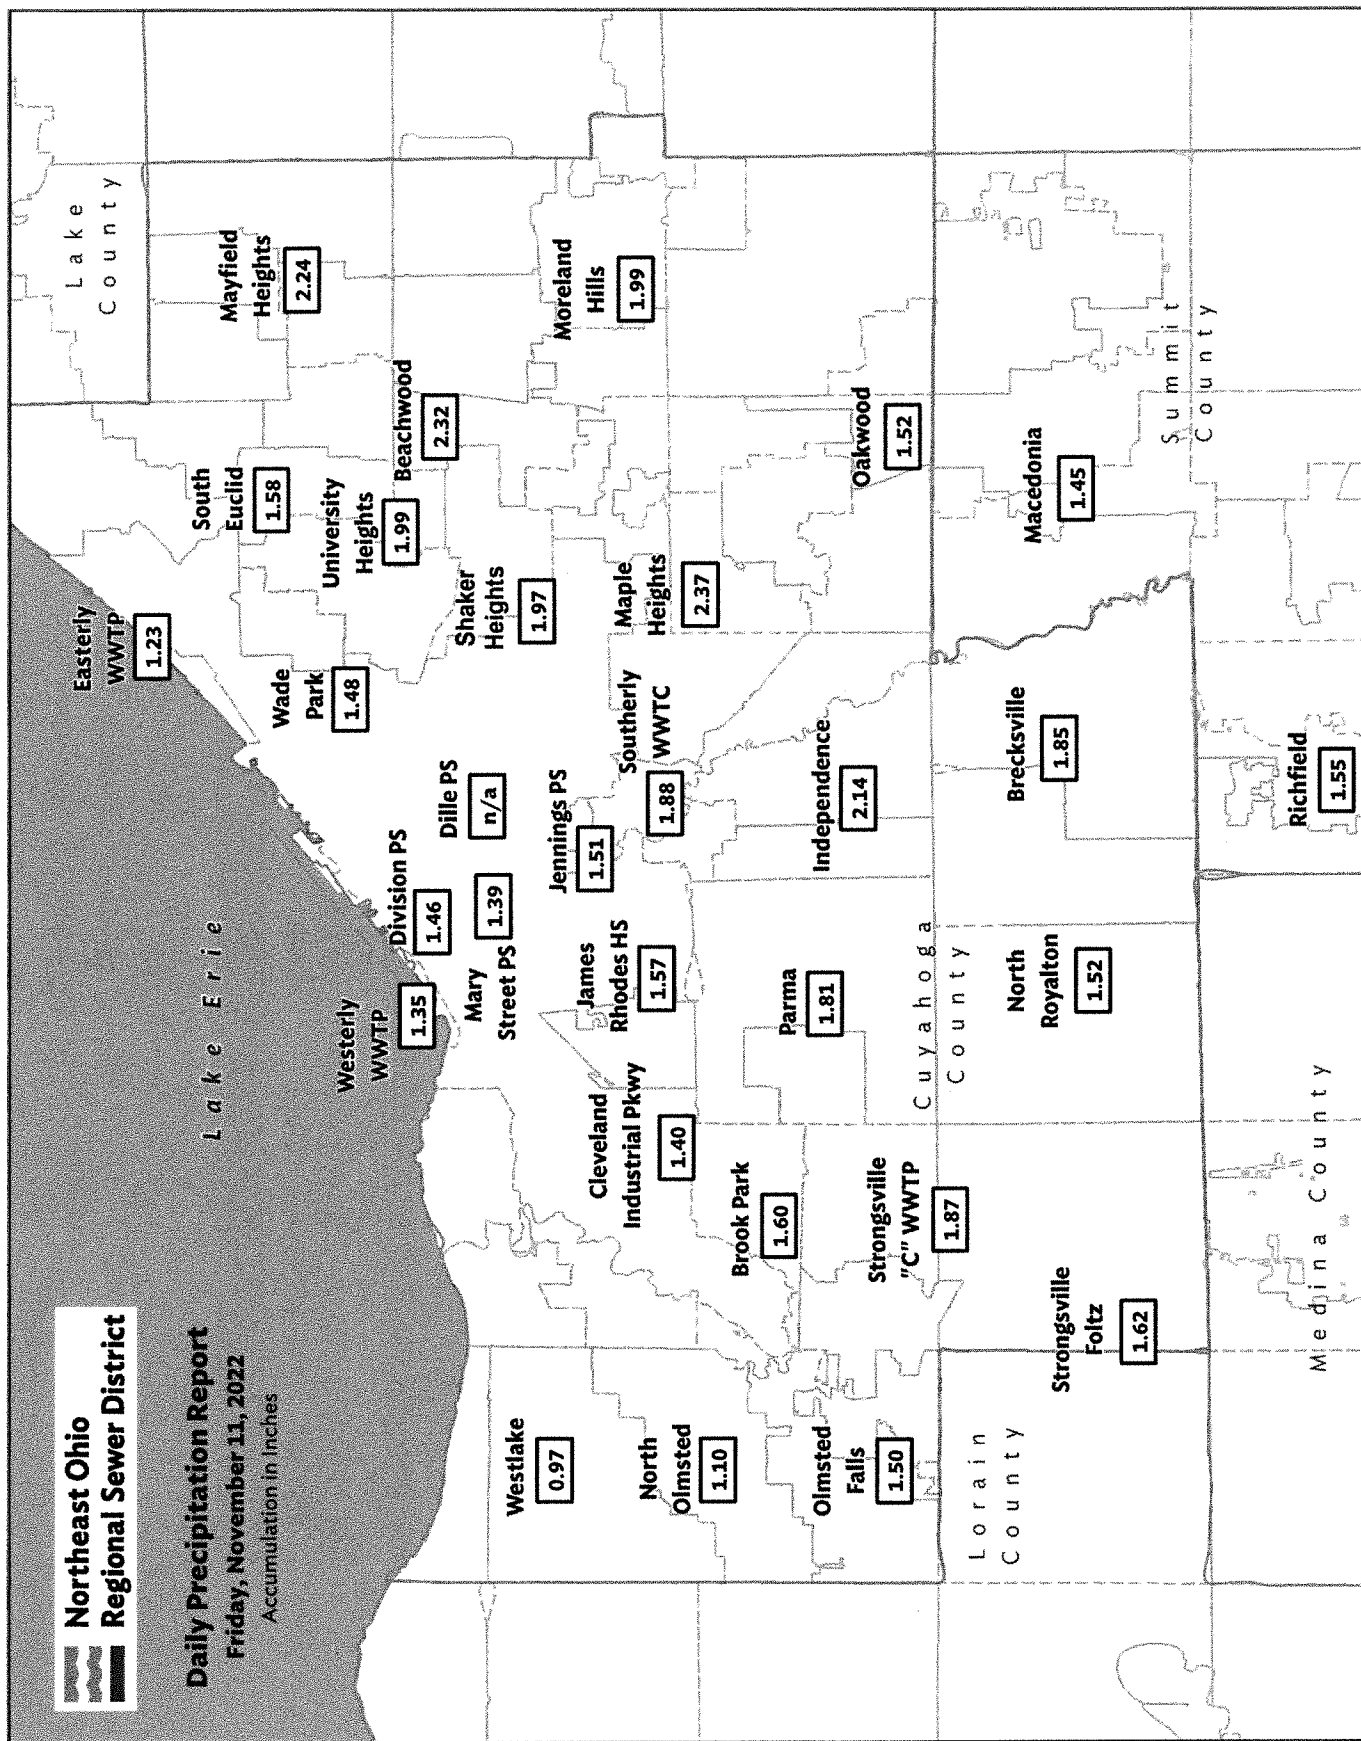 Northeast Ohio
Regional Sewer District
Daily Precipitation Report
Friday, November 11, 2022
Accumulation In Inches
Lake Erie
Lake
County
Easterly
WWTP
1.23
South
Euclid
1.58
Mayfield
Heights
2.24
Wade
Park
1.48
University
Heights
1.99
Beachwood
2.32
Westerly
WWTP
1.35
Division PS
1.46
Dille PS
n/a
Mary
Street PS
1.39
Shaker
Heights
1.97
Moreland
Hills
1.99
Westlake
0.97
Jennings PS
1.51
James
Rhodes HS
1.57
Cleveland
Industrial Pkwy
1.40
Southerly
WWTC
1.88
Maple
Heights
2.37
North
Olmsted
1.10
Brook Park
1.60
Parma
1.81
Independence
2.14
Oakwood
1.52
Olmsted
Falls
1.50
Strongsville
"C" WWTP
1.87
Cuyahoga
County
Lorain
County
North
Royalton
1.52
Brecksville
1.85
Macedonia
1.45
Strongsville
Foltz
1.62
Summit
County
Richfield
1.55
Medina County